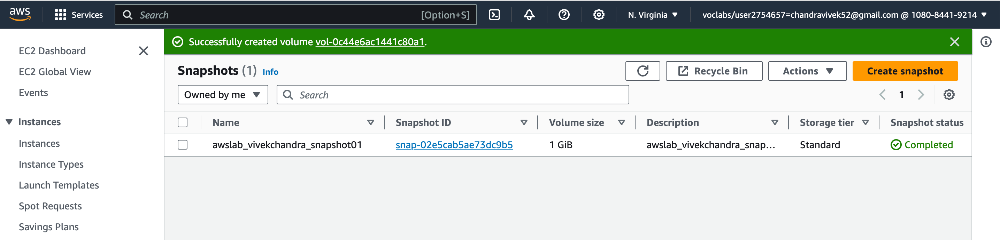 aws
Services
Search
[Option+S]
N. Virginia
voclabs/user2754657=chandravivek52@gmail.com @ 1080-8441-9214
EC2 Dashboard
EC2 Global View
Events
Instances
Instances
Instance Types
Launch Templates
Spot Requests
Savings Plans
Successfully created volume vol-0c44e6ac1441c80a1.
Snapshots (1) Info
Recycle Bin
Actions
Create snapshot
Owned by me
Search
1
Name Snapshot ID Volume size Description Storage tier Snapshot status
awslab_vivekchandra_snapshot01 snap-02e5cab5ae73dc9b5 1 GiB awslab_vivekchandra_snap... Standard Completed